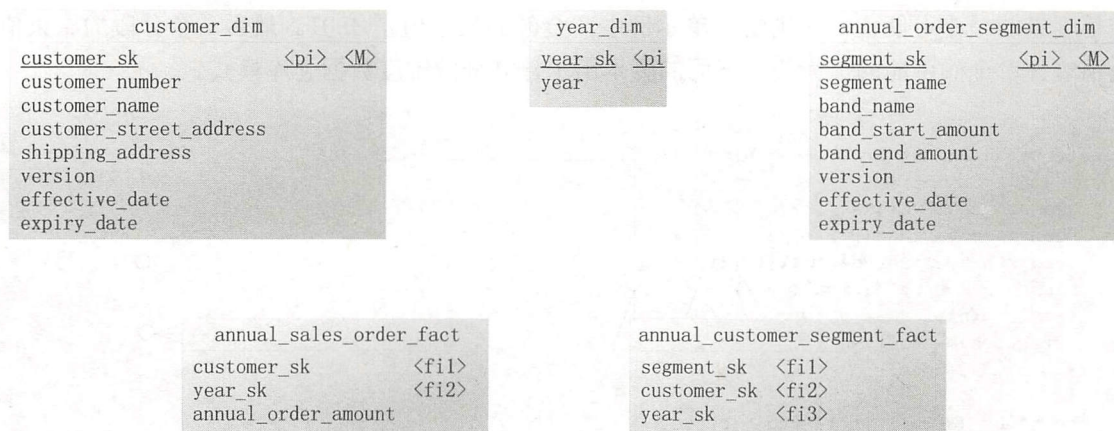 customer_dim
customer_sk <pi> <M>
customer_number
customer_name
customer_street_address
shipping_address
version
effective_date
expiry_date
year_dim
year_sk <pi
year
annual_order_segment_dim
segment_sk <pi> <M>
segment_name
band_name
band_start_amount
band_end_amount
version
effective_date
expiry_date
annual_sales_order_fact
customer_sk <fi1>
year_sk <fi2>
annual_order_amount
annual_customer_segment_fact
segment_sk <fi1>
customer_sk <fi2>
year_sk <fi3>